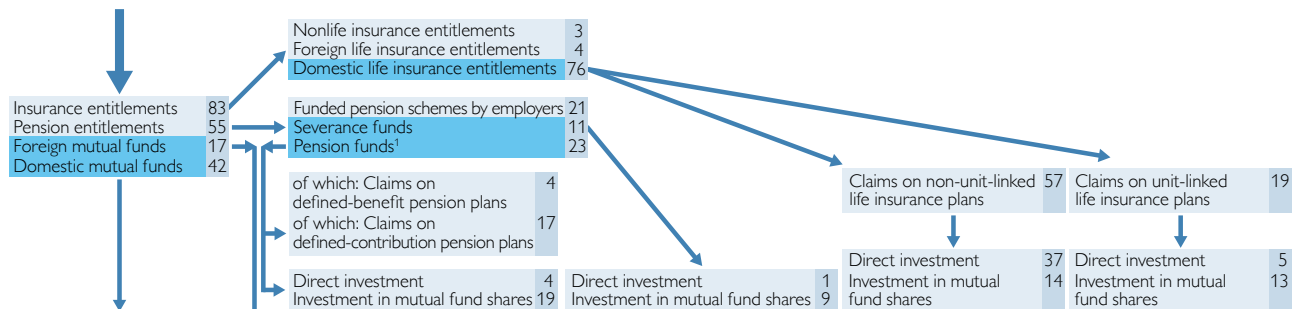 Nonlife insurance entitlements 3
Foreign life insurance entitlements 4
Domestic life insurance entitlements 76
Insurance entitlements 83
Pension entitlements 55
Foreign mutual funds 17
Domestic mutual funds 42
Funded pension schemes by employers 21
Severance funds 11
Pension funds¹ 23
of which: Claims on 4
defined-benefit pension plans
of which: Claims on 17
defined-contribution pension plans
Claims on non-unit-linked 57
life insurance plans
Claims on unit-linked 19
life insurance plans
Direct investment 4
Investment in mutual fund shares 19
Direct investment 1
Investment in mutual fund shares 9
Direct investment 37
Investment in mutual 14
fund shares
Direct investment 5
Investment in mutual 13
fund shares